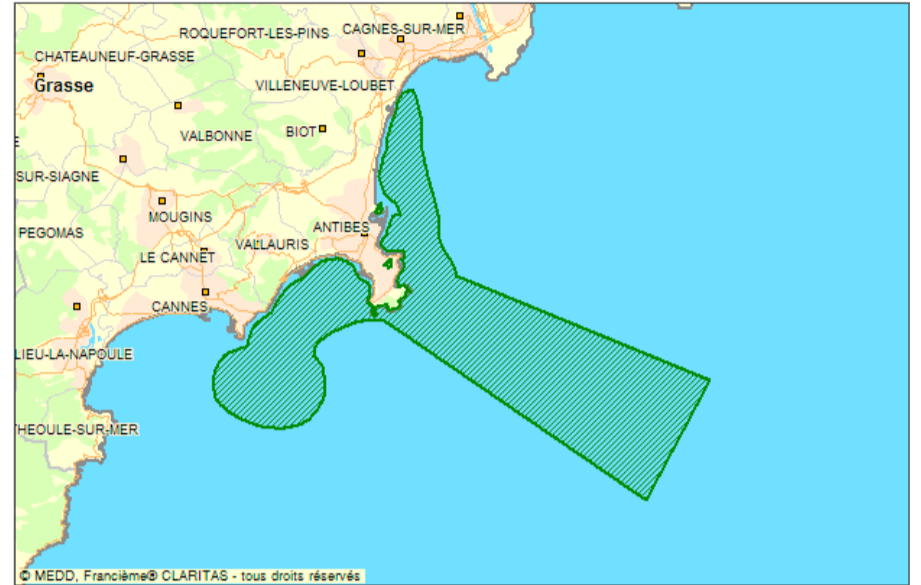 ROQUEFORT-LES-PINS
CAGNES-SUR-MER
CHATEAUNEUF-GRASSE
Grasse
VILLENEUVE-LOUBET
VALBONNE
BIOT
E
SUR-SIAGNE
MOUGINS
PEGOMAS
ANTIBES
VALLAURIS
LE CANNET
CANNES
LIEU-LA-NAPOULE
THEOULE-SUR-MER
© MEDD, Francième® CLARITAS - tous droits réservés